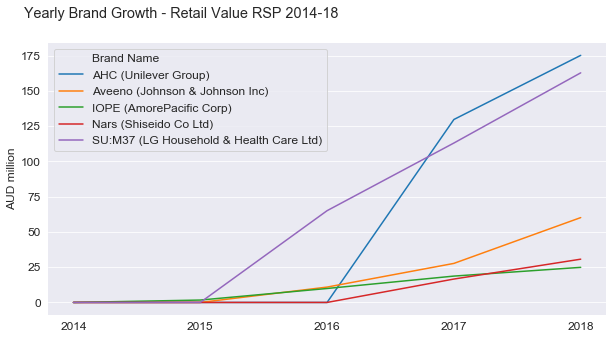 Yearly Brand Growth - Retail Value RSP 2014-18
175
150
125
100
75
50
25
0
AUD million
Brand Name
AHC (Unilever Group)
Aveeno (Johnson & Johnson Inc)
IOPE (AmorePacific Corp)
Nars (Shiseido Co Ltd)
SU:M37 (LG Household & Health Care Ltd)
2014 2015 2016 2017 2018